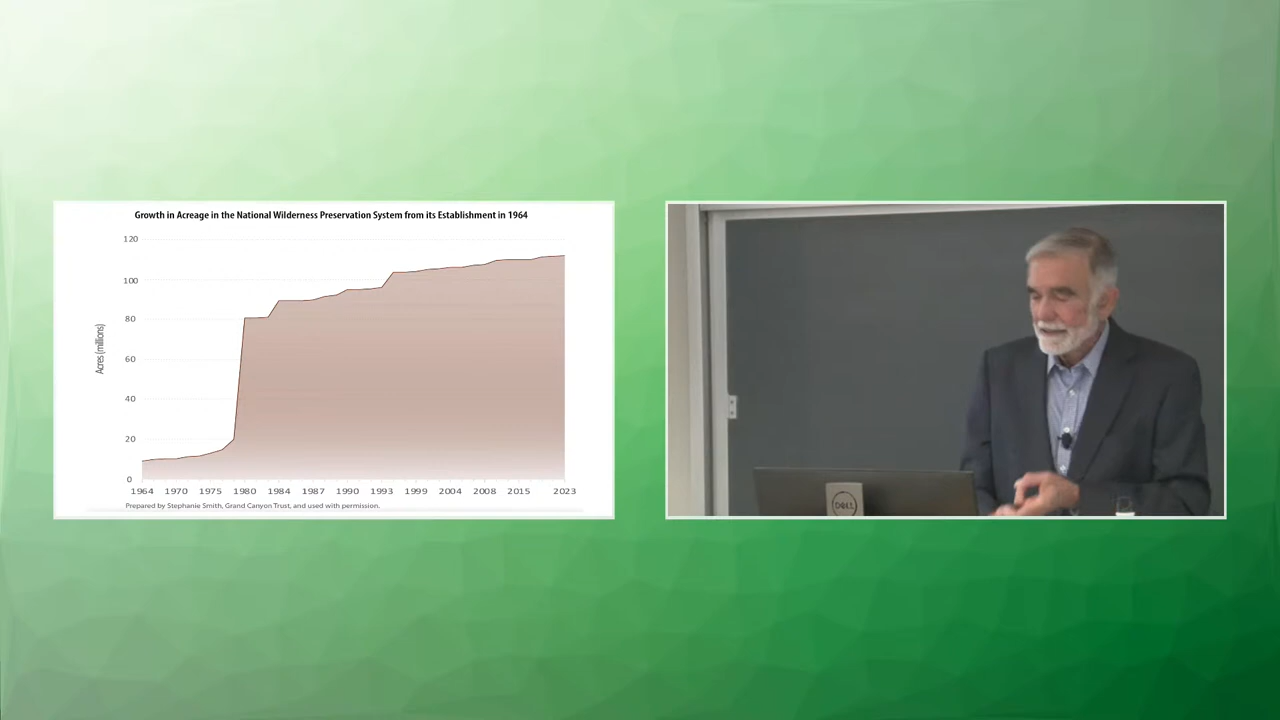 Growth in Acreage in the National Wilderness Preservation System from its Establishment in 1964
120
100
80
60
40
20
0
Acres (millions)
1964 1970 1975 1980 1984 1987 1990 1993 1999 2004 2008 2015 2023
Prepared by Stephanie Smith, Grand Canyon Trust, and used with permission.
DELL